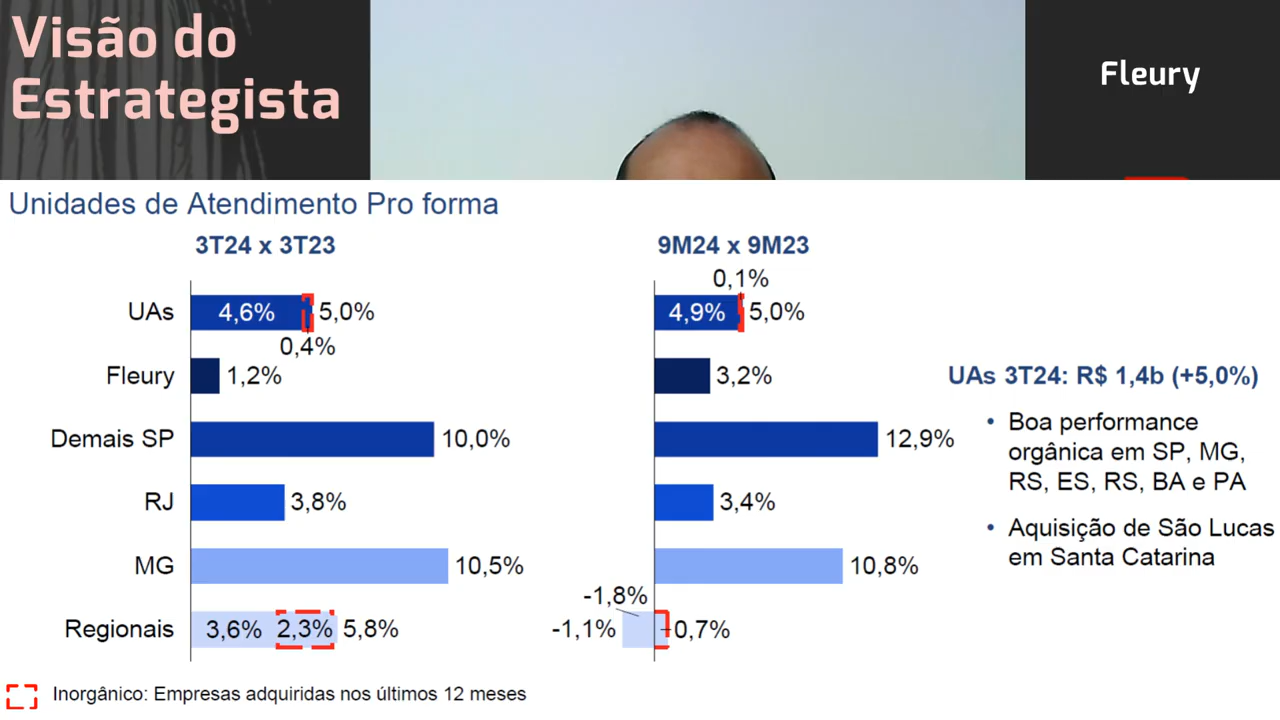 Visão do
Estrategista
Fleury
Unidades de Atendimento Pro forma
3T24 x 3T23
UAs 4,6% 5,0%
0,4%
Fleury 1,2%
Demais SP 10,0%
RJ 3,8%
MG 10,5%
Regionais 3,6% 2,3% 5,8%
9M24 x 9M23
0,1%
4,9% 5,0%
3,2%
12,9%
3,4%
10,8%
-1,8%
-1,1% 0,7%
UAs 3T24: R$ 1,4b (+5,0%)
• Boa performance
orgânica em SP, MG,
RS, ES, RS, BA e PA
• Aquisição de São Lucas
em Santa Catarina
Inorgânico: Empresas adquiridas nos últimos 12 meses